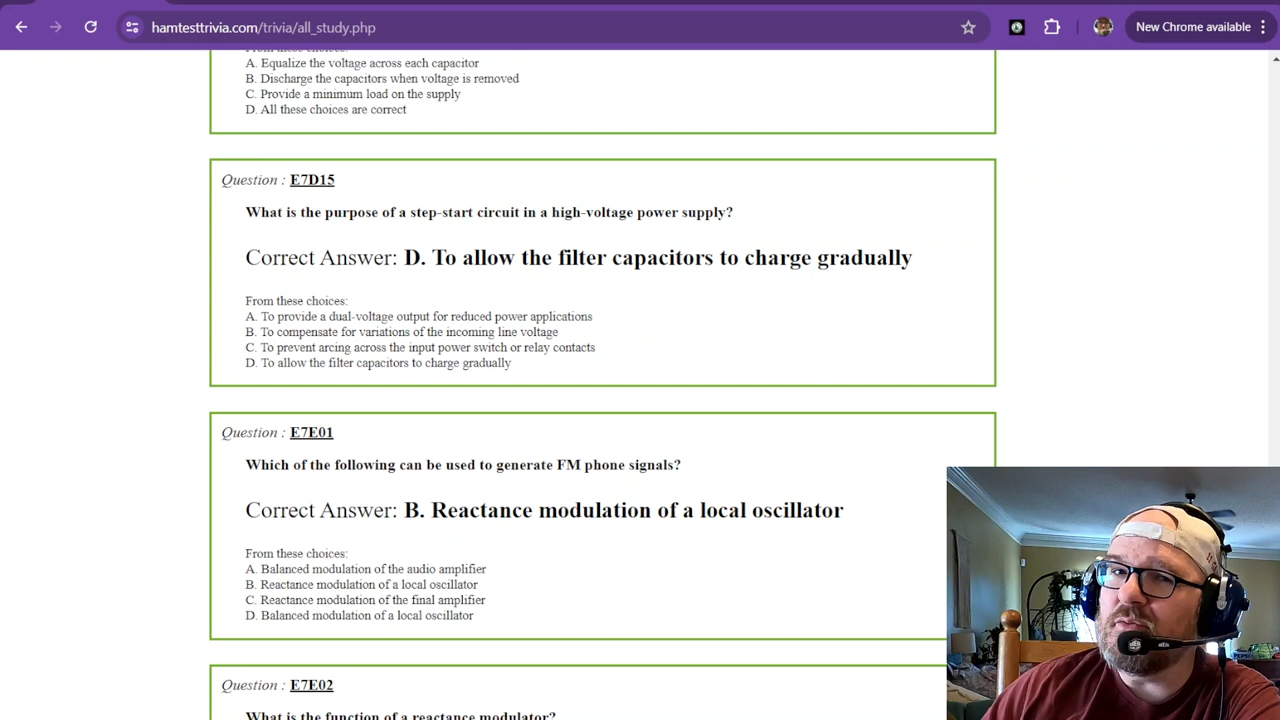 hamtesttrivia.com/trivia/all_study.php
New Chrome available
From these choices:
A. Equalize the voltage across each capacitor
B. Discharge the capacitors when voltage is removed
C. Provide a minimum load on the supply
D. All these choices are correct
Question : E7D15
What is the purpose of a step-start circuit in a high-voltage power supply?
Correct Answer: D. To allow the filter capacitors to charge gradually
From these choices:
A. To provide a dual-voltage output for reduced power applications
B. To compensate for variations of the incoming line voltage
C. To prevent arcing across the input power switch or relay contacts
D. To allow the filter capacitors to charge gradually
Question : E7E01
Which of the following can be used to generate FM phone signals?
Correct Answer: B. Reactance modulation of a local oscillator
From these choices:
A. Balanced modulation of the audio amplifier
B. Reactance modulation of a local oscillator
C. Reactance modulation of the final amplifier
D. Balanced modulation of a local oscillator
Question : E7E02
What is the function of a reactance modulator?